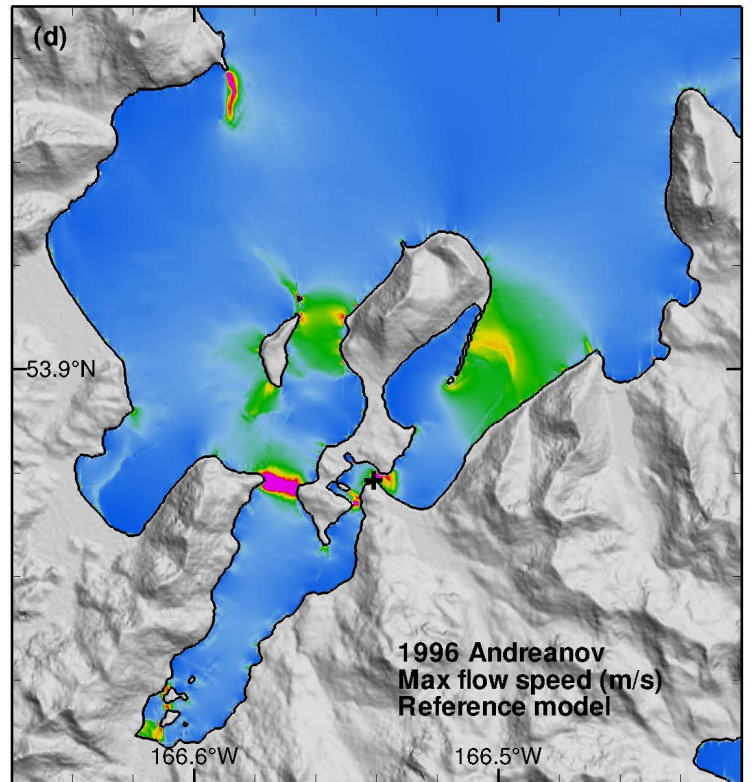 (d)
53.9°N
1996 Andreanov
Max flow speed (m/s)
Reference model
166.6°W
166.5°W